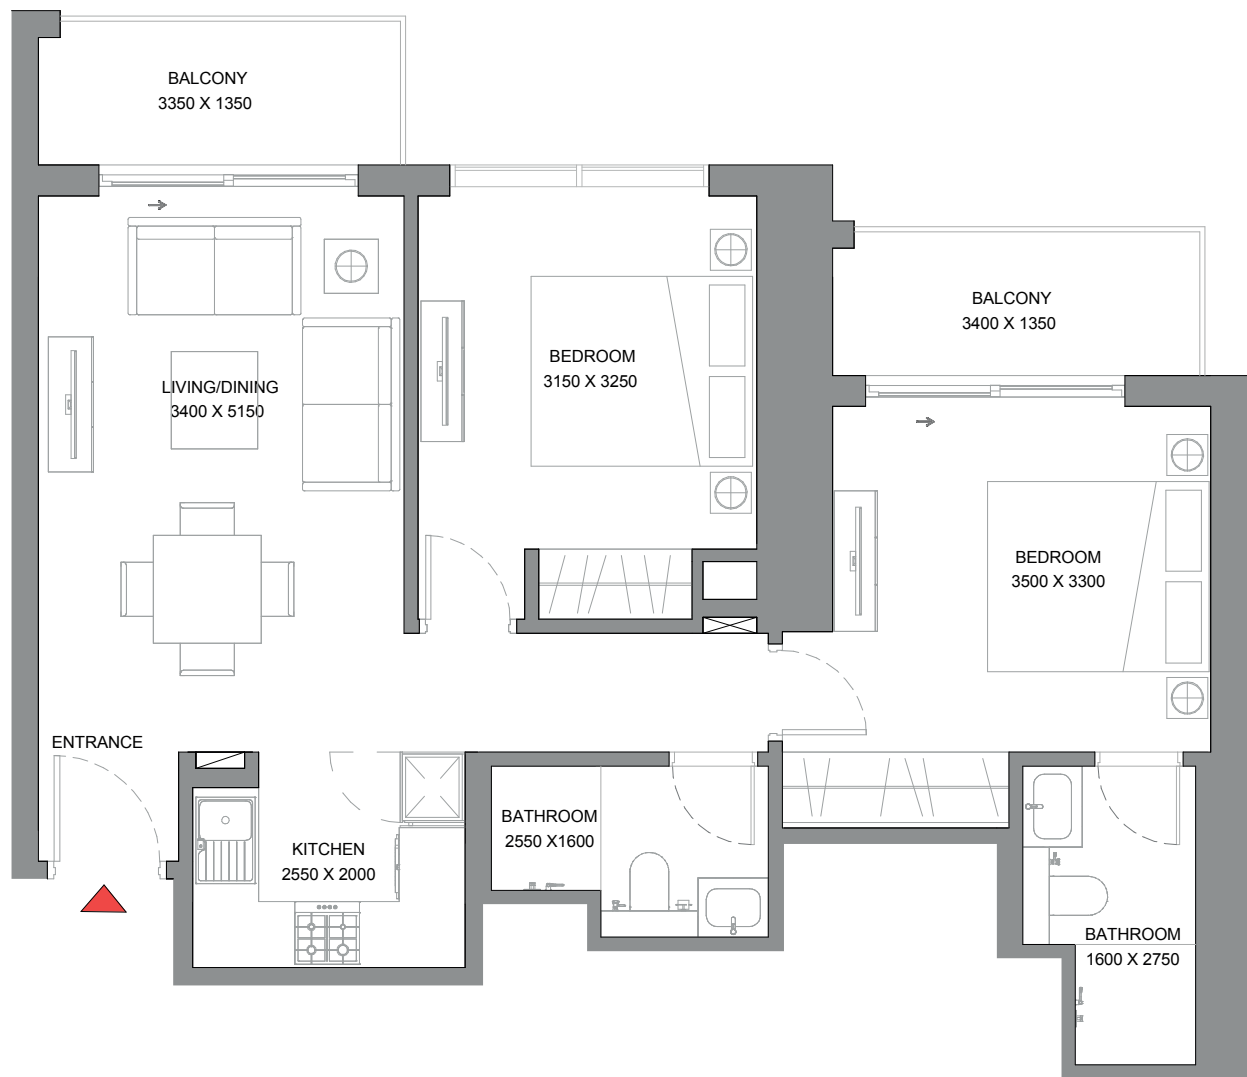 BALCONY
3350 X 1350
BALCONY
3400 X 1350
BEDROOM
3150 X 3250
LIVING/DINING
3400 X 5150
BEDROOM
3500 X 3300
ENTRANCE
BATHROOM
2550 X1600
KITCHEN
2550 X 2000
BATHROOM
1600 X 2750